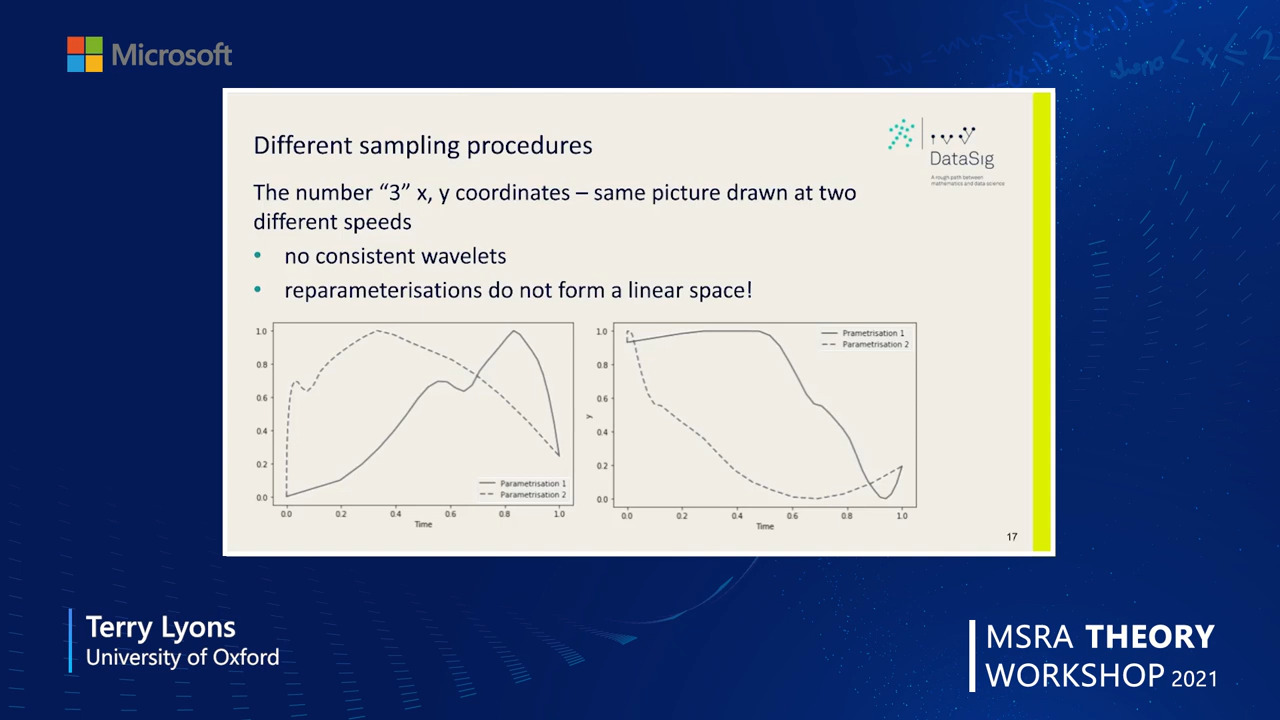 Microsoft
Different sampling procedures
DataSig
A rough path between
mathematics and data science
The number “3” x, y coordinates – same picture drawn at two
different speeds
• no consistent wavelets
• reparameterisations do not form a linear space!
1.0
0.8
0.6
0.4
0.2
0.0
0.0 0.2 0.4 0.6 0.8 1.0
Time
Parametrisation 1
Parametrisation 2
y
1.0
0.8
0.6
0.4
0.2
0.0
0.0 0.2 0.4 0.6 0.8 1.0
Time
Prametrisation 1
Parametrisation 2
17
Terry Lyons
University of Oxford
MSRA THEORY
WORKSHOP 2021